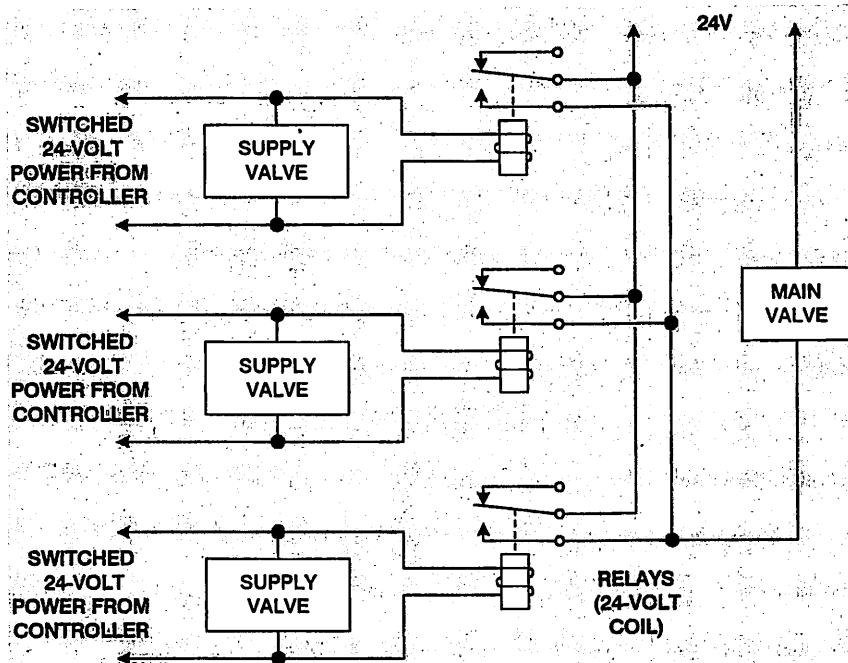 24V
SWITCHED
24-VOLT
POWER FROM
CONTROLLER
SUPPLY
VALVE
MAIN
VALVE
SWITCHED
24-VOLT
POWER FROM
CONTROLLER
SUPPLY
VALVE
SWITCHED
24-VOLT
POWER FROM
CONTROLLER
SUPPLY
VALVE
RELAYS
(24-VOLT
COIL)